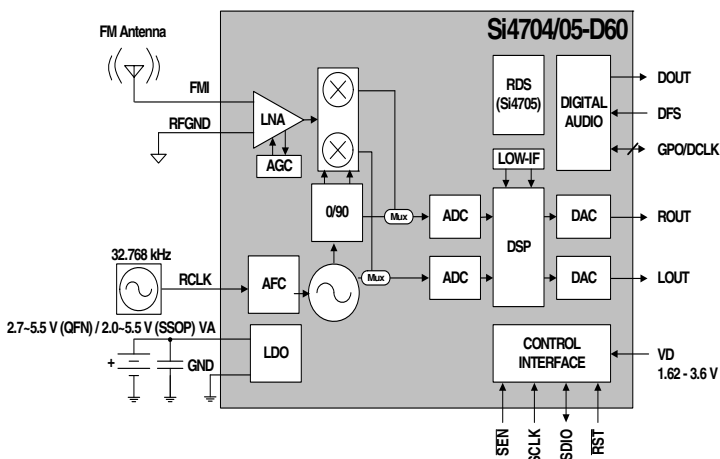 Si4704/05-D60
FM Antenna
FMI
RFGND
LNA
AGC
RDS
(Si4705)
DIGITAL
AUDIO
DOUT
DFS
GPO/DCLK
LOW-IF
0/90
Mux
ADC
DSP
DAC
ROUT
32.768 kHz
RCLK
AFC
Mux
ADC
DAC
LOUT
2.7~5.5 V (QFN) / 2.0~5.5 V (SSOP) VA
+
GND
LDO
CONTROL
INTERFACE
VD
1.62 - 3.6 V
SEN
SCLK
SDIO
RST